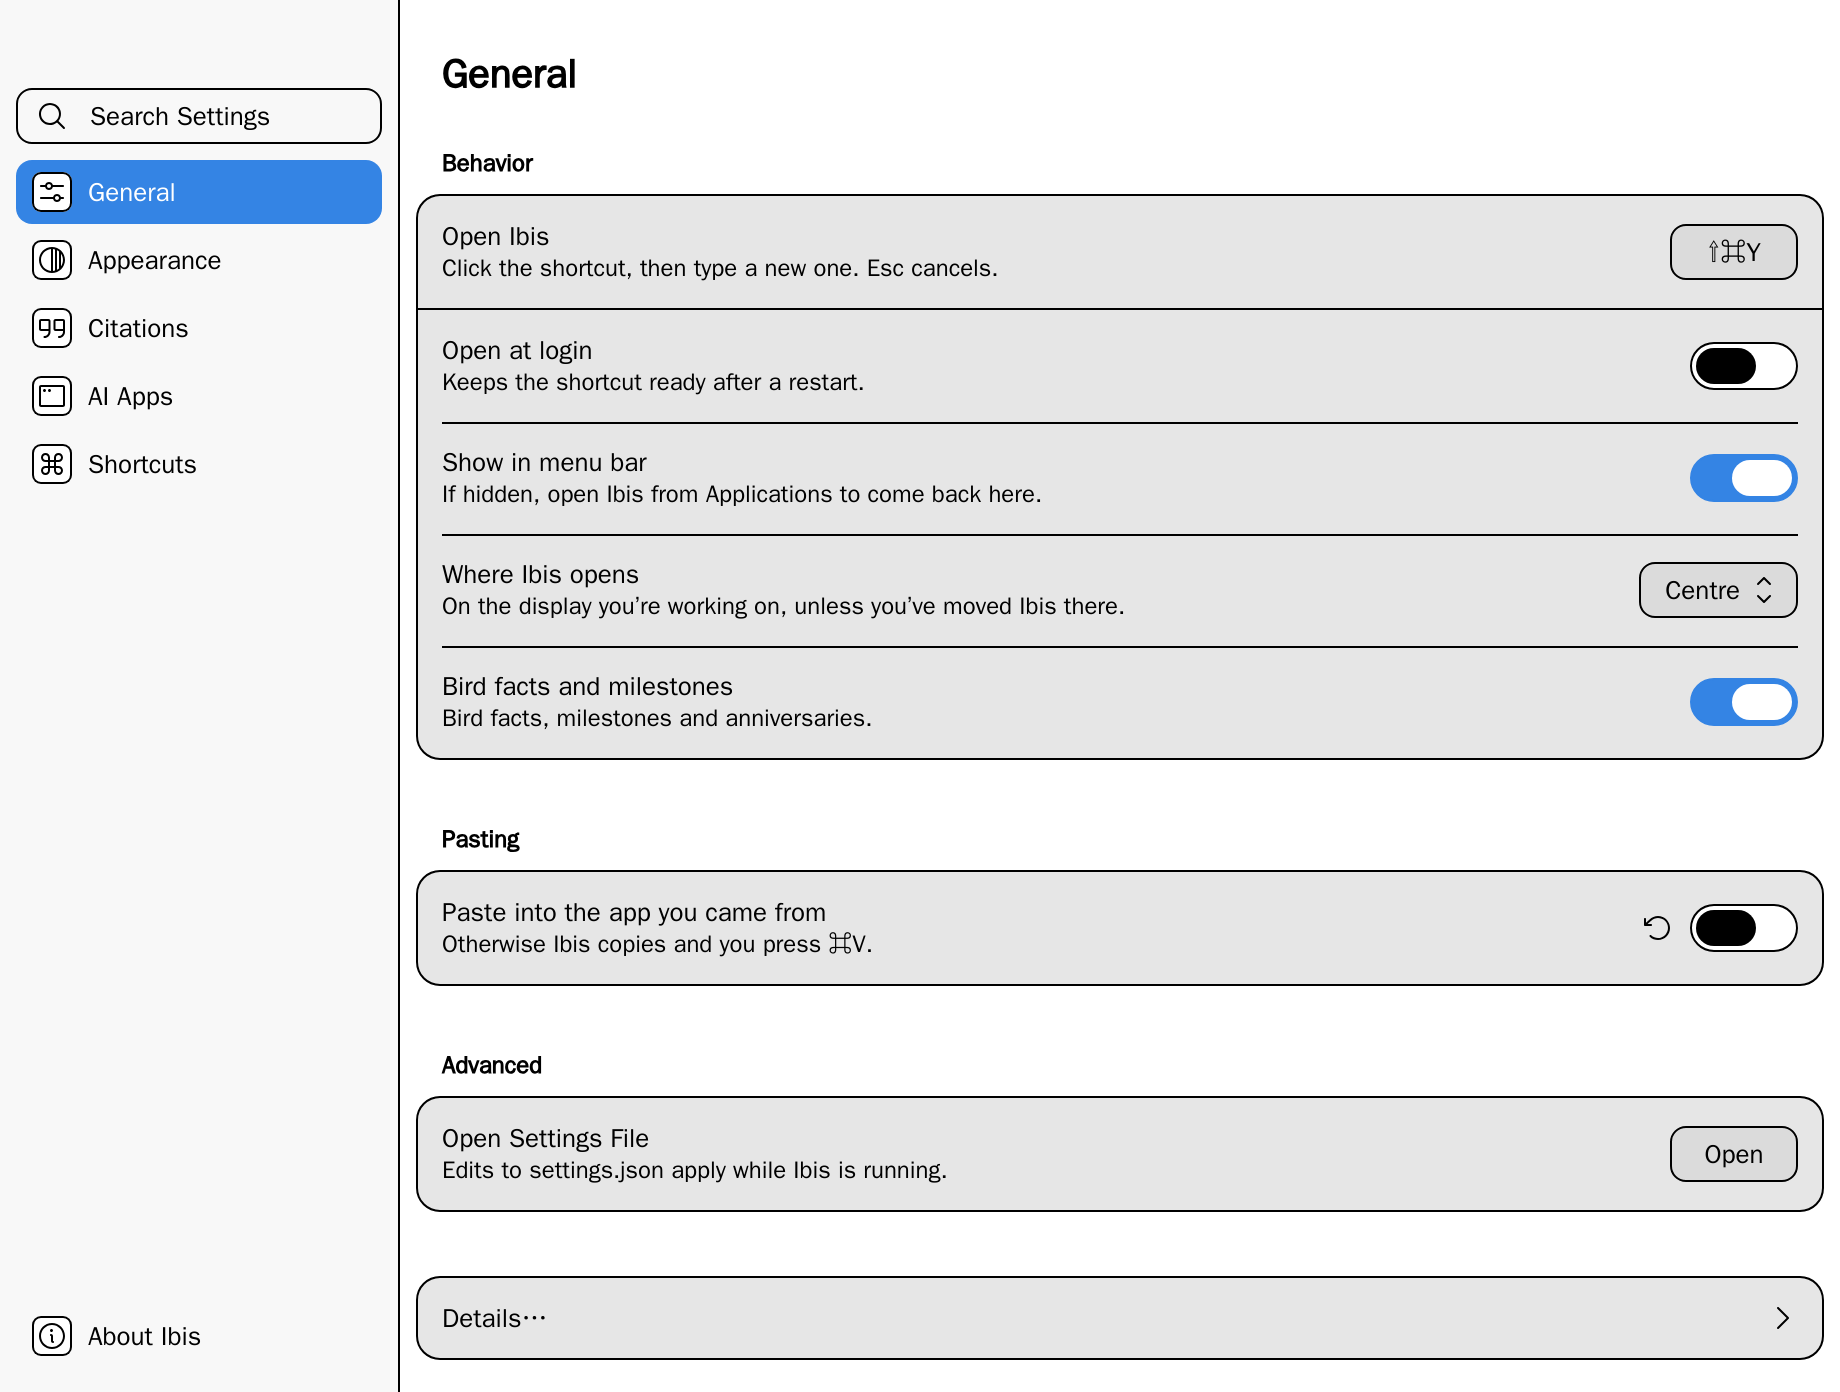 Search Settings
General
Appearance
Citations
AI Apps
Shortcuts
About Ibis
General
Behavior
Open Ibis
Click the shortcut, then type a new one. Esc cancels.
⇧⌘Y
Open at login
Keeps the shortcut ready after a restart.
Show in menu bar
If hidden, open Ibis from Applications to come back here.
Where Ibis opens
On the display you’re working on, unless you’ve moved Ibis there.
Centre
Bird facts and milestones
Bird facts, milestones and anniversaries.
Pasting
Paste into the app you came from
Otherwise Ibis copies and you press ⌘V.
Advanced
Open Settings File
Edits to settings.json apply while Ibis is running.
Open
Details…